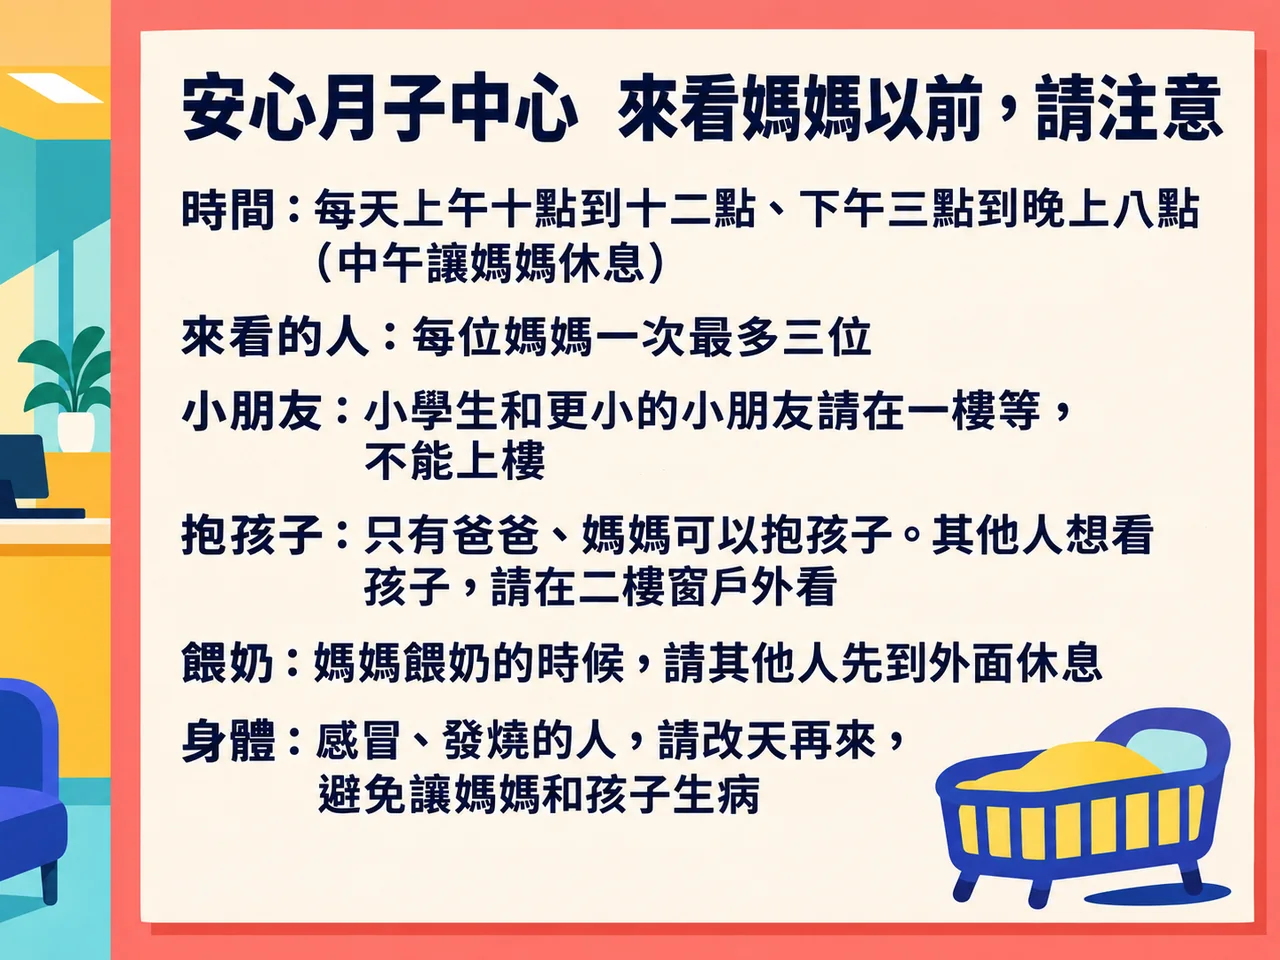 安心月子中心 來看媽媽以前，請注意
時間：每天上午十點到十二點、下午三點到晚上八點
（中午讓媽媽休息）
來看的人：每位媽媽一次最多三位
小朋友：小學生和更小的小朋友請在一樓等，
不能上樓
抱孩子：只有爸爸、媽媽可以抱孩子。其他人想看
孩子，請在二樓窗戶外看
餵奶：媽媽餵奶的時候，請其他人先到外面休息
身體：感冒、發燒的人，請改天再來，
避免讓媽媽和孩子生病